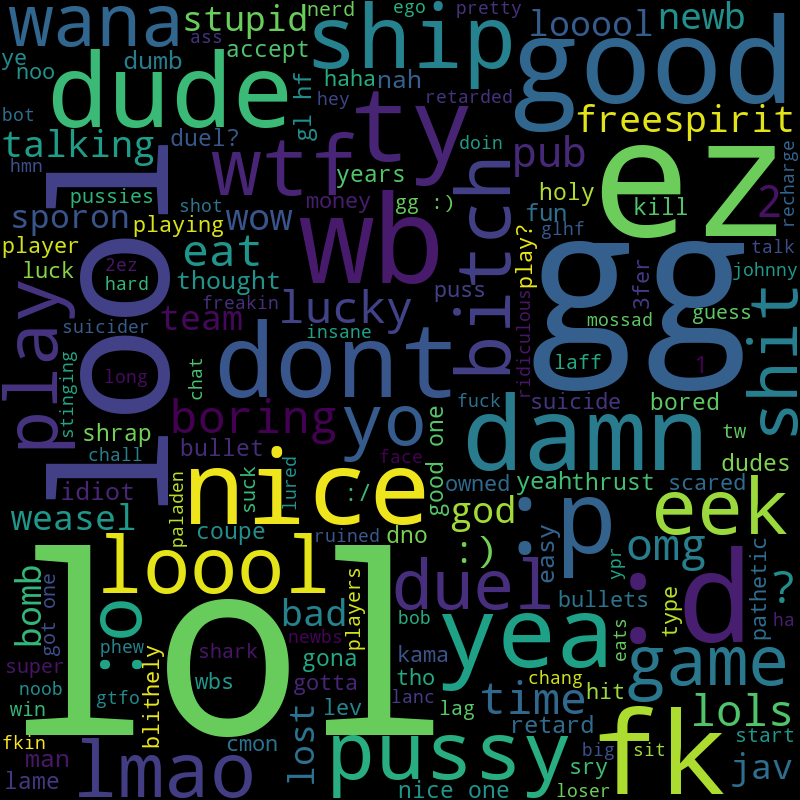 wana
stupid
nerd
ego
pretty
ship
looool
newb
good
ass
accept
ye
noo
dumb
dude
gl hf
haha
nah
hey
retarded
freespirit
bot
talking
duel?
wtf
ty
doin
pub
ez
recharge
hmn
pussies
shot
years
money
gg :)
holy
kill
2
sporon
playing
wow
wb
bitch
fun
glhf
play?
gg
talk
player
luck
2ez
hard
eat
thought
lool
play
freakin
lucky
puss
ridiculous
3fer
mossad
guess
johnny
shit
suicider
team
insane
dont
laff
1
long
stinging
chat
boring
yo
fuck
suicide
bored
shrap
chall
bullet
face
good one
damn
tw
dudes
idiot
nice
suck
lured
:/
owned
yeah
thrust
scared
weasel
paladen
coupe
ruined
dno
god
:)
:p
easy
eek
omg
loool
bomb
got one
:o
lol
bad
newbs
players
duel
bullets
ypr
type
:d
pathetic
?
ha
phew
shark
gona
bob
yea
eats
super
noob
gtfo
wbs
gotta
kama
tho
lanc
chang
game
win
blithely
lost
lev
lag
time
hit
lols
fkin
man
cmon
pussy
retard
fk
big
sit
start
lame
lmao
nice one
sry
loser
jav